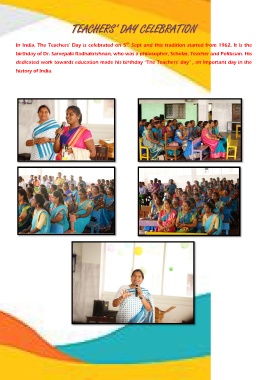 TEACHERS' DAY CELEBRATION
In India, The Teachers' Day is celebrated on 5th Sept and this tradition started from 1962. It is the
birthday of Dr. Sarvepalli Radhakrishnan, who was a philosopher, Scholar, Teacher and Politician. His
dedicated work towards education made his birthday 'The Teachers' day' , an important day in the
history of India.